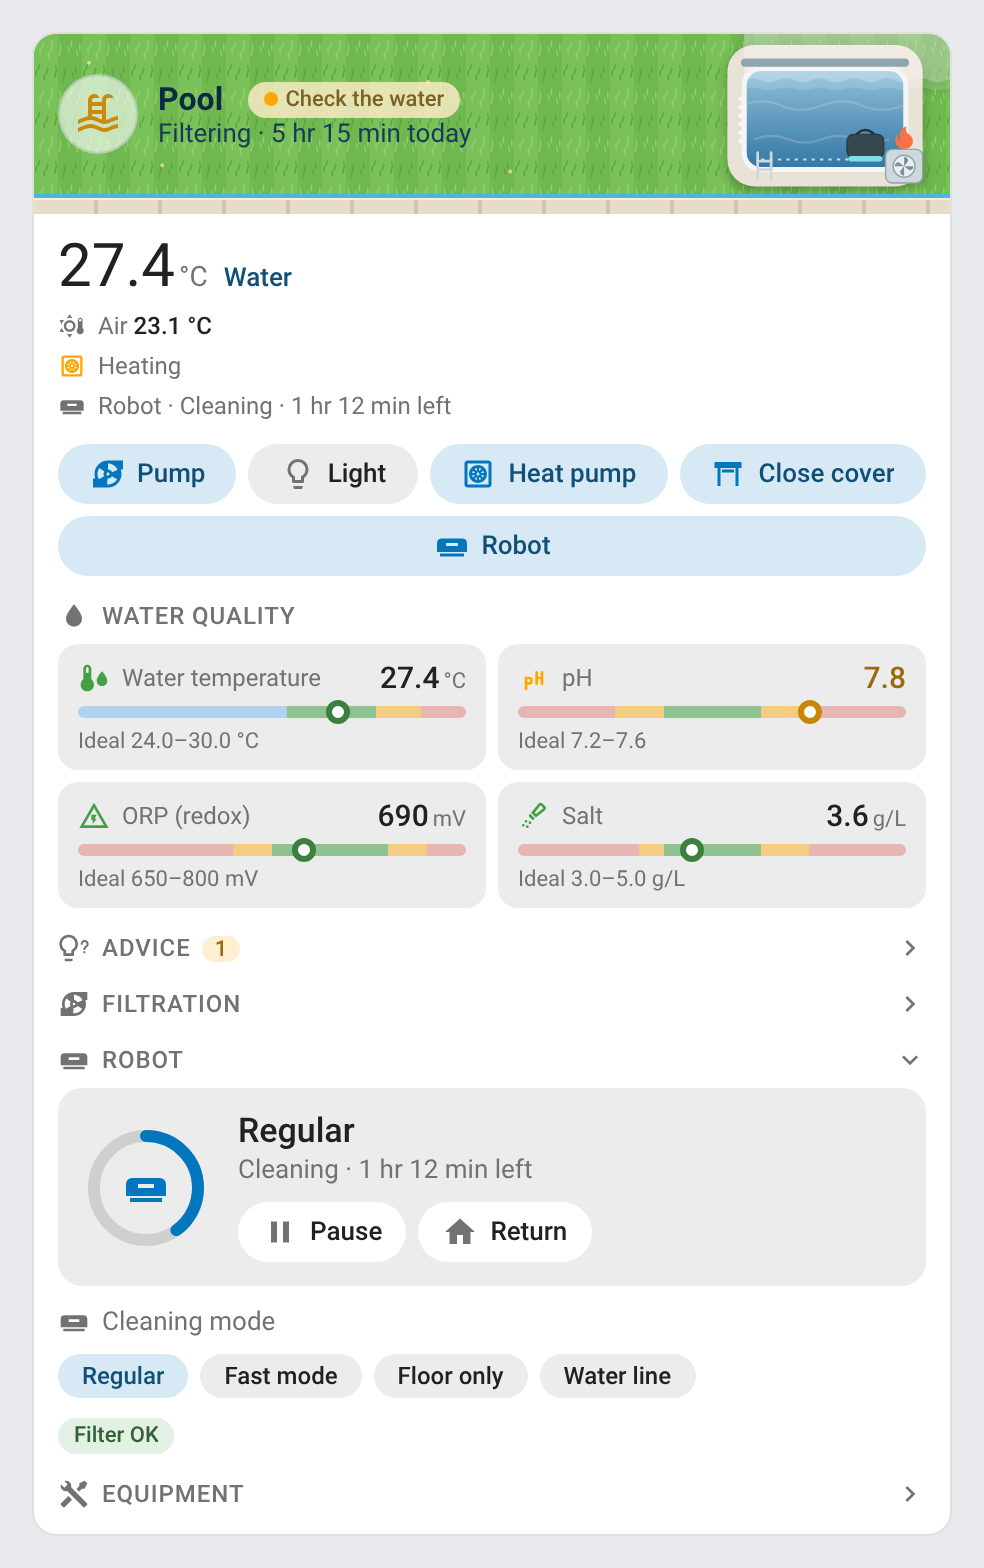 Pool
Check the water
Filtering · 5 hr 15 min today
27.4 °C Water
Air 23.1 °C
Heating
Robot · Cleaning · 1 hr 12 min left
Pump
Light
Heat pump
Close cover
Robot
WATER QUALITY
Water temperature 27.4 °C
Ideal 24.0–30.0 °C
pH pH 7.8
Ideal 7.2–7.6
ORP (redox) 690 mV
Ideal 650–800 mV
Salt 3.6 g/L
Ideal 3.0–5.0 g/L
ADVICE 1
FILTRATION
ROBOT
Regular
Cleaning · 1 hr 12 min left
Pause
Return
Cleaning mode
Regular
Fast mode
Floor only
Water line
Filter OK
EQUIPMENT